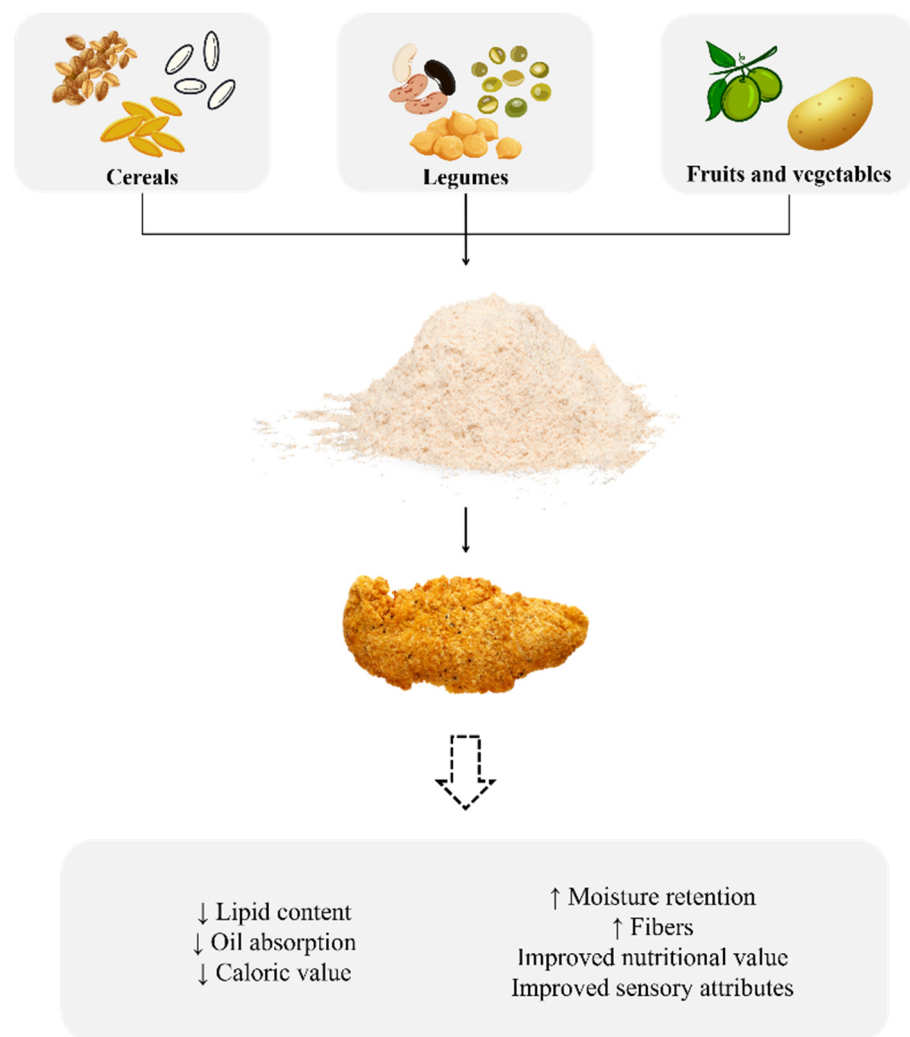 Cereals
Legumes
Fruits and vegetables
↓ Lipid content
↓ Oil absorption
↓ Caloric value
↑ Moisture retention
↑ Fibers
Improved nutritional value
Improved sensory attributes